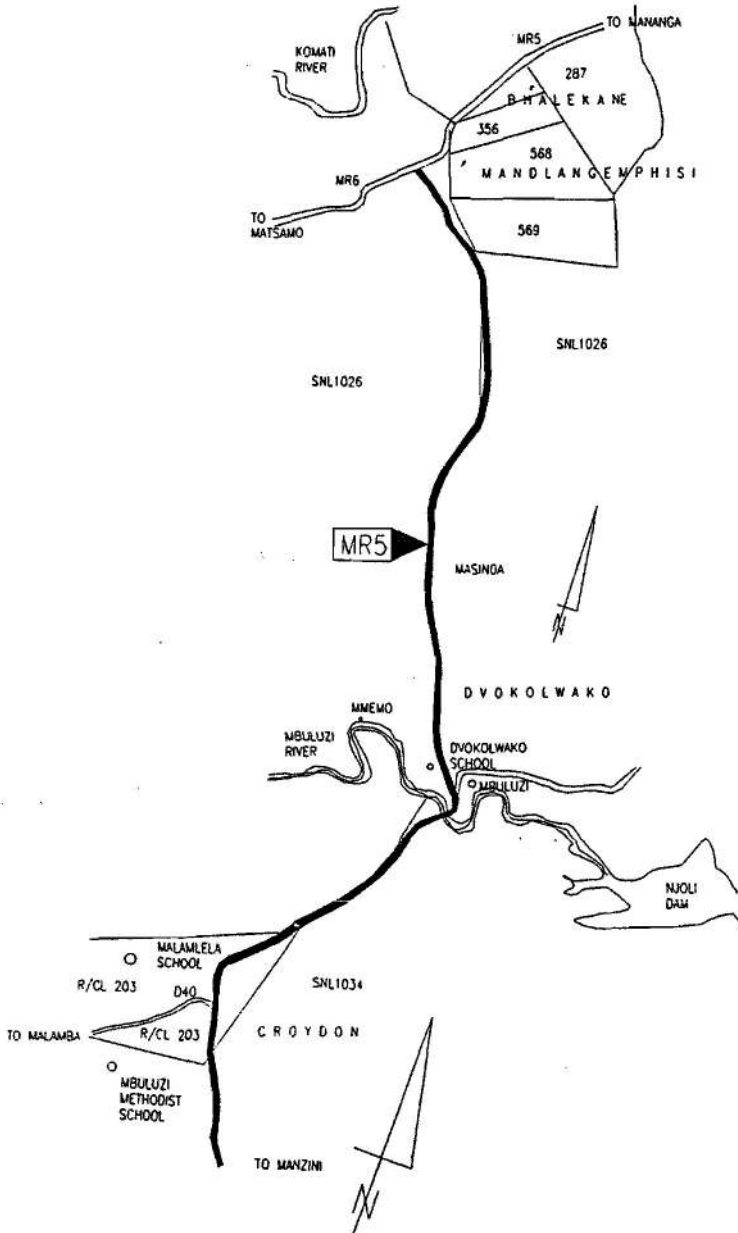 TO MANANGA
MR5
KOMATI
RIVER
287
BHALEKANE
356
568
MANDLANGEMPHISI
MR6
TO
MATSAMO
569
SNL1026
SNL1026
MR5
MASINDA
N
DVOKOLWAKO
MMEMO
MBULUZI
RIVER
DVOKOLWAKO
SCHOOL
MBULUZI
NJOLI
DAM
MALAMLELA
SCHOOL
R/CL 203
D40
SNL1034
TO MALAMBA
R/CL 203
CROYDON
MBULUZI
METHODIST
SCHOOL
TO MANZINI
N